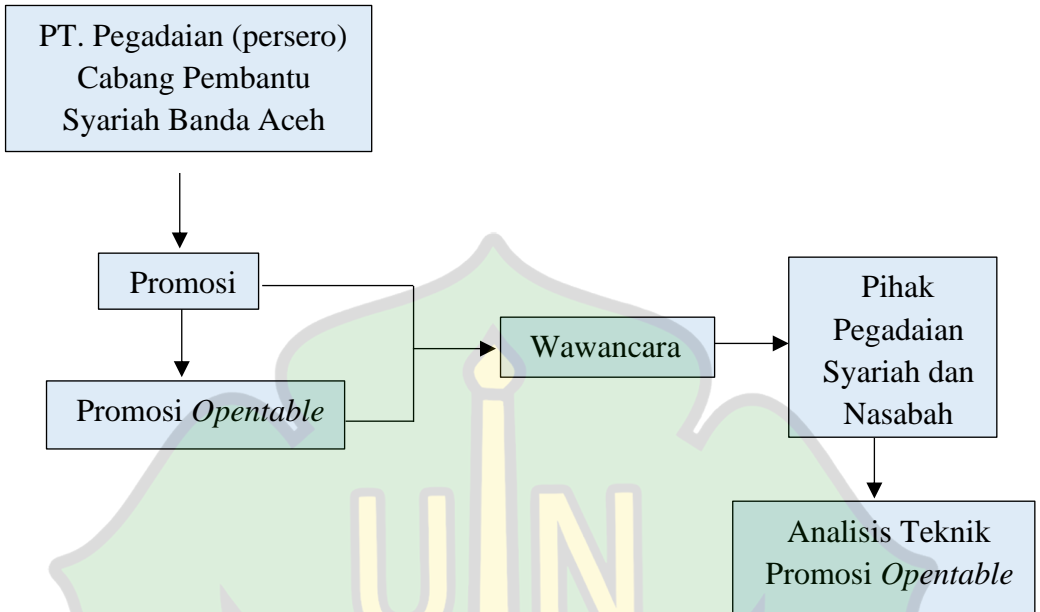 PT. Pegadaian (persero)
Cabang Pembantu
Syariah Banda Aceh
Promosi
Promosi Opentable
Wawancara
Pihak
Pegadaian
Syariah dan
Nasabah
Analisis Teknik
Promosi Opentable
UIN